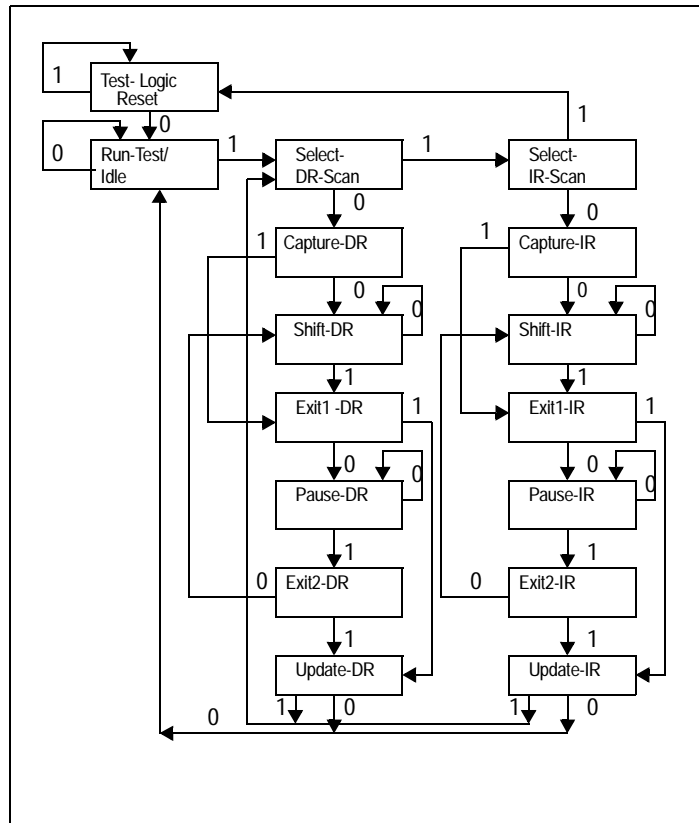 1
Test- Logic
Reset
0
1
0
Run-Test/
Idle
1
Select-
DR-Scan
1
Select-
IR-Scan
0
0
1
Capture-DR
1
Capture-IR
0
0
Shift-DR
0
Shift-IR
0
1
1
Exit1 -DR
1
Exit1-IR
1
0
0
Pause-DR
0
Pause-IR
0
1
1
0
Exit2-DR
0
Exit2-IR
1
1
Update-DR
Update-IR
0
1
0
1
0